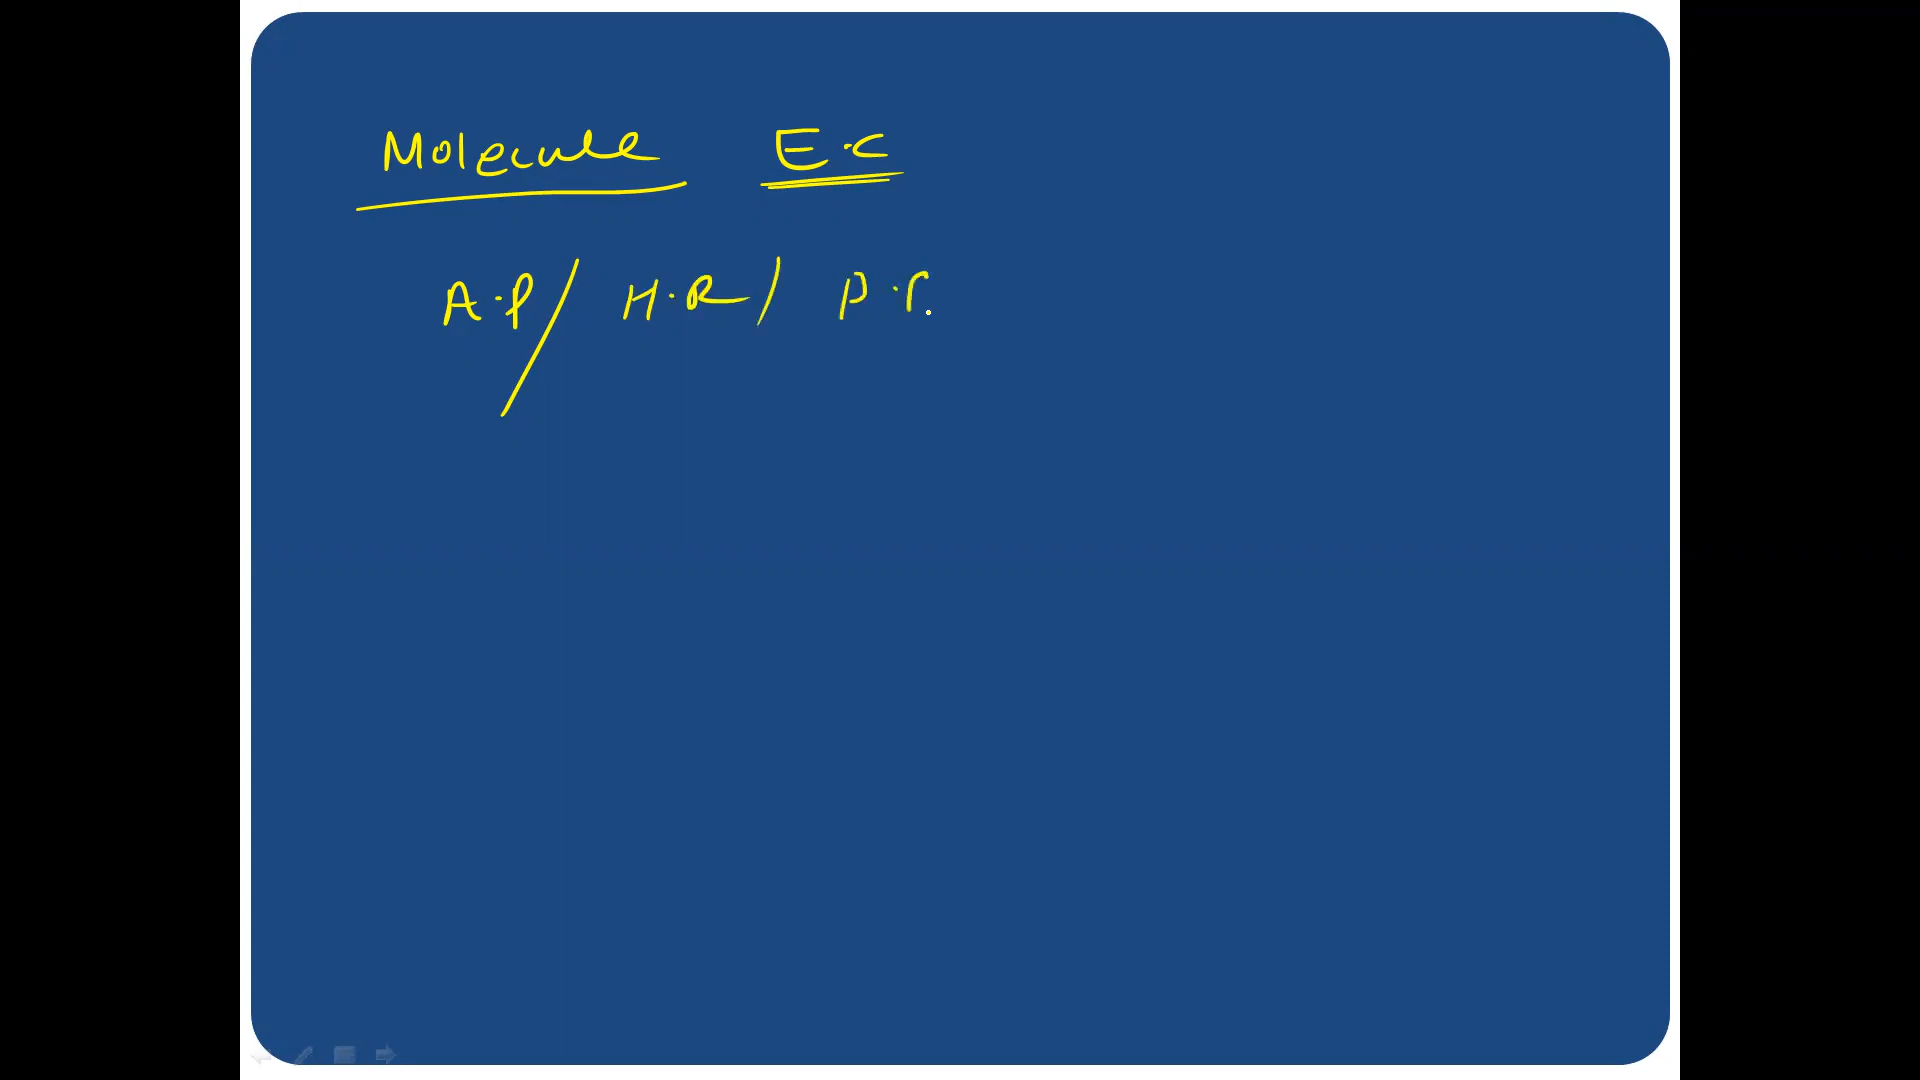 Molecule E.C
A.P / H.R / P.